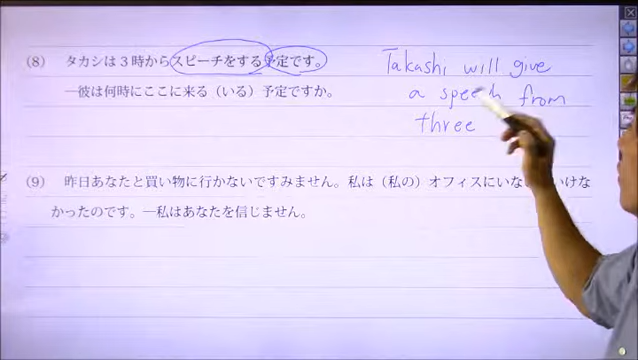 (8) タカシは３時からスピーチをする予定です。
―彼は何時にここに来る（いる）予定ですか。
Takashi will give
a speech from
three
(9) 昨日あなたと買い物に行かないですみません。私は（私の）オフィスにいな いけな
かったのです。―私はあなたを信じません。